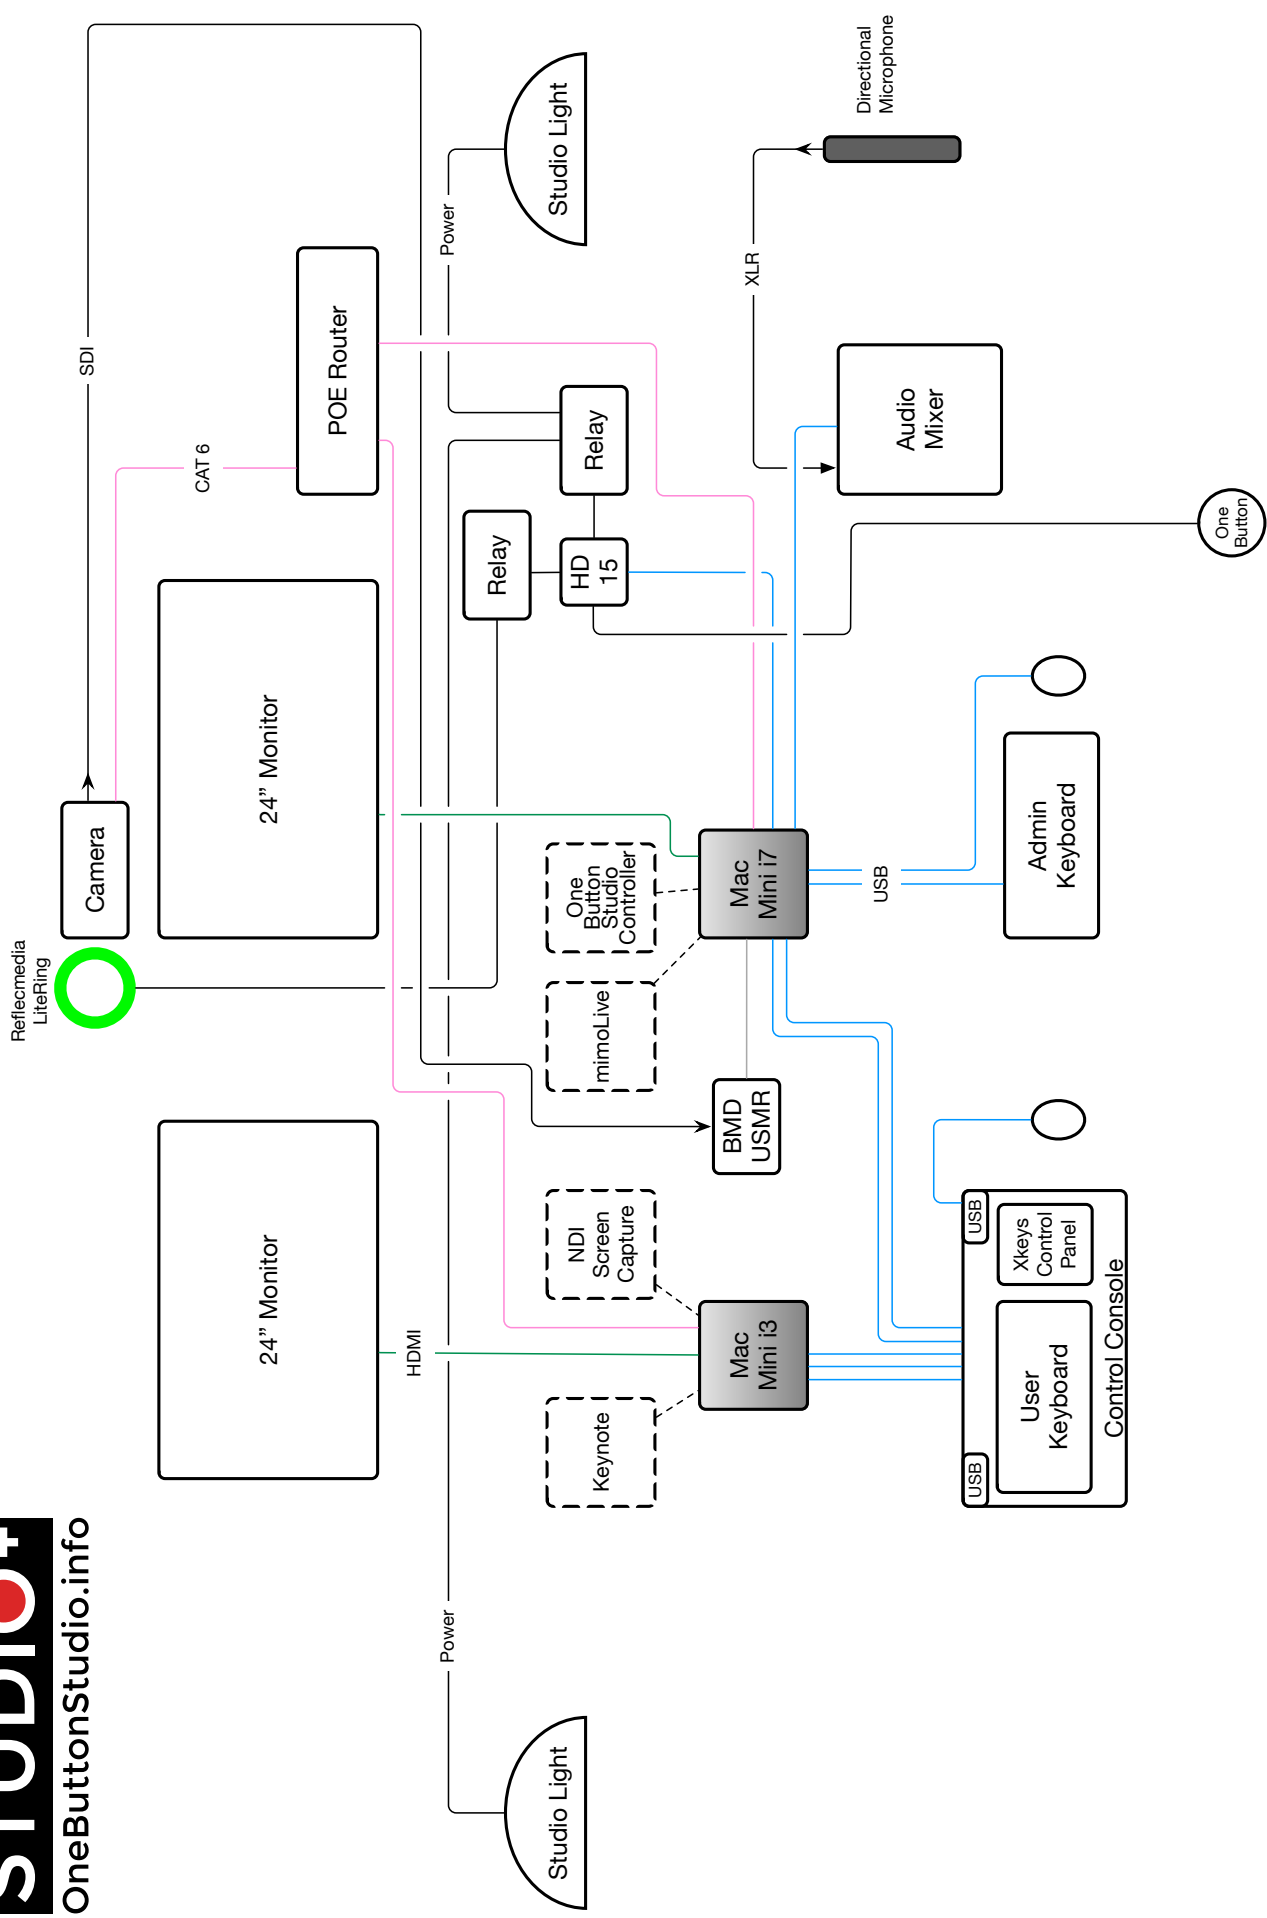 STUDIO+
OneButtonStudio.info
Reflecmedia
LiteRing
Camera
SDI
CAT 6
24” Monitor
24” Monitor
POE Router
HDMI
Power
Power
Studio Light
Studio Light
Relay
Relay
HD
15
Keynote
NDI
Screen
Capture
mimoLive
One
Button
Studio
Controller
Mac
Mini i3
BMD
USMR
Mac
Mini i7
XLR
Directional
Microphone
Audio
Mixer
USB
USB
USB
User
Keyboard
Xkeys
Control
Panel
Control Console
Admin
Keyboard
One
Button